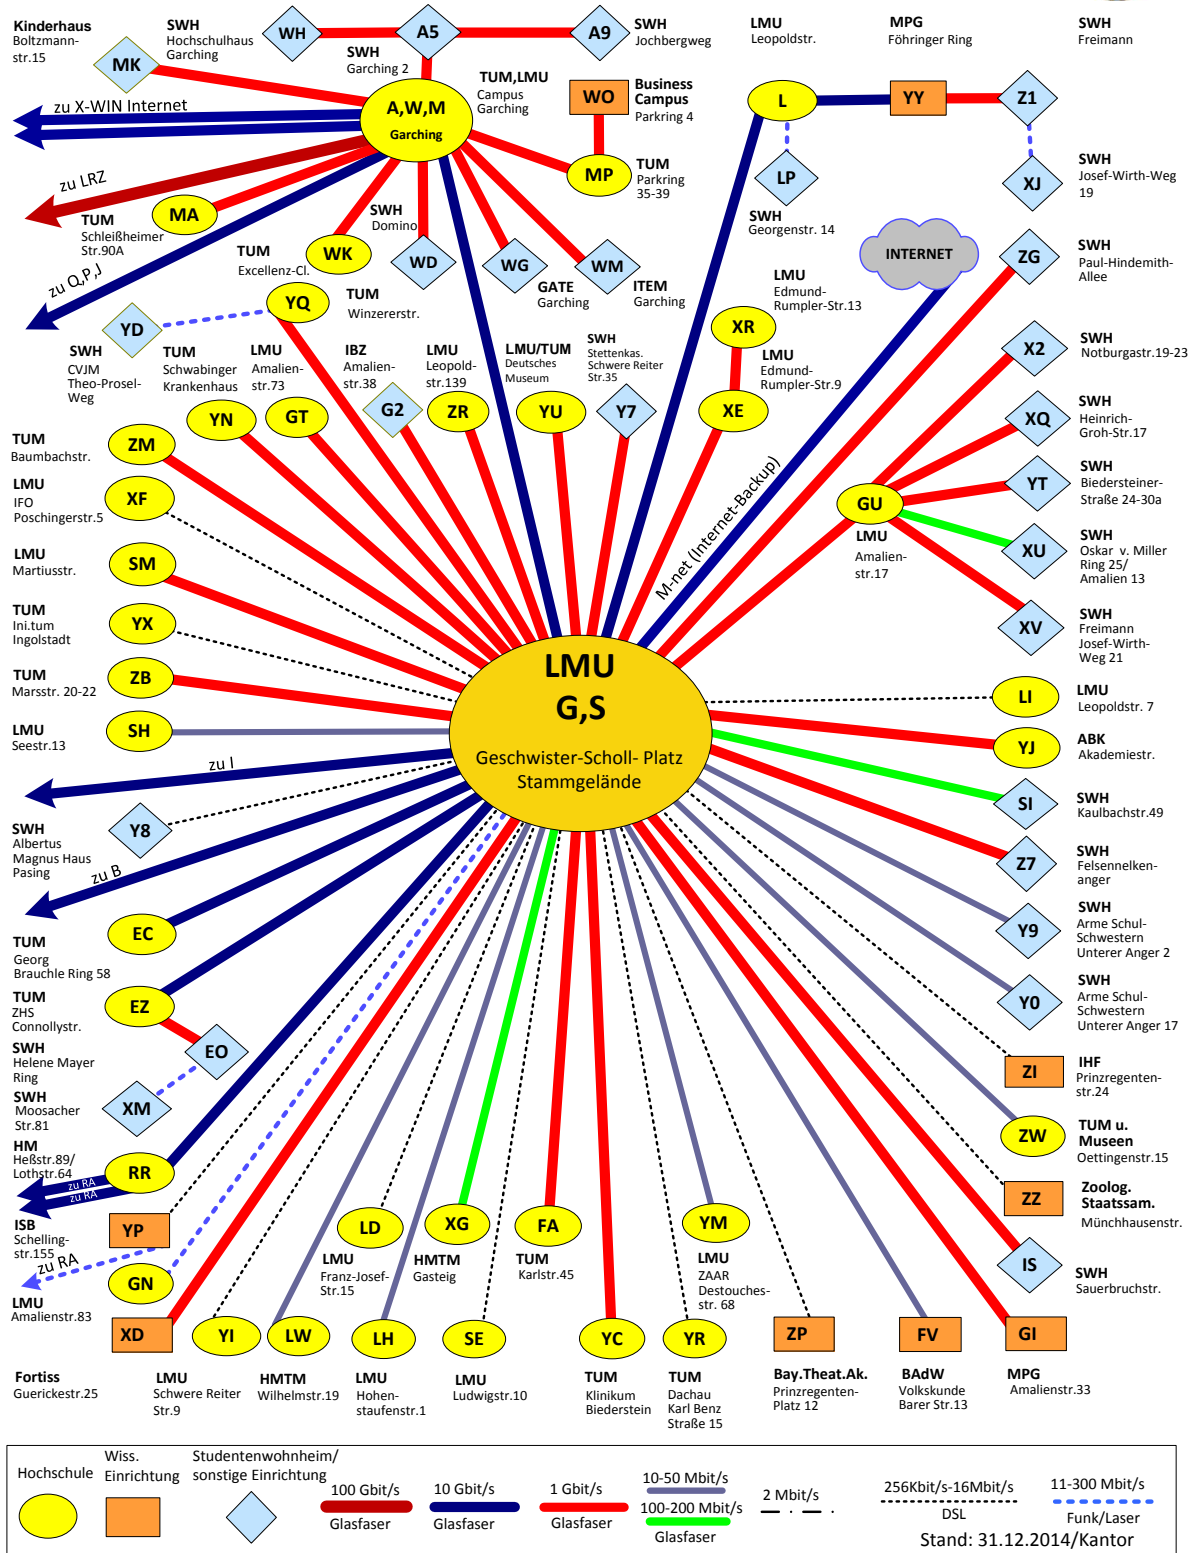 Kinderhaus
Boltzmann-
str.15
MK
SWH
Hochschulhaus
Garching
WH
A5
SWH
Garching 2
A9
SWH
Jochbergweg
LMU
Leopoldstr.
MPG
Föhringer Ring
SWH
Freimann
zu X-WIN Internet
A,W,M
Garching
TUM,LMU
Campus
Garching
WO
Business
Campus
Parkring 4
L
YY
Z1
zu LRZ
MA
TUM
Schleißheimer
Str.90A
MP
TUM
Parkring
35-39
LP
SWH
Georgenstr. 14
XJ
SWH
Josef-Wirth-Weg
19
zu Q,P,J
TUM
Excellenz-Cl.
WK
SWH
Domino
WD
WG
GATE
Garching
WM
ITEM
Garching
INTERNET
ZG
SWH
Paul-Hindemith-
Allee
YD
SWH
CVJM
Theo-Prosel-
Weg
YQ
TUM
Winzererstr.
LMU
Edmund-
Rumpler-Str.13
XR
LMU
Edmund-
Rumpler-Str.9
XE
X2
SWH
Notburgastr.19-23
TUM
Schwabinger
Krankenhaus
YN
LMU
Amalien-
str.73
GT
IBZ
Amalien-
str.38
G2
LMU
Leopold-
str.139
ZR
LMU/TUM
Deutsches
Museum
YU
SWH
Stettenkas.
Schwere Reiter
Str.35
Y7
XQ
SWH
Heinrich-
Groh-Str.17
TUM
Baumbachstr.
ZM
LMU
IFO
Poschingerstr.5
XF
M-net (Internet-Backup)
GU
LMU
Amalien-
str.17
YT
SWH
Biedersteiner-
Straße 24-30a
XU
SWH
Oskar v. Miller
Ring 25/
Amalien 13
LMU
Martiusstr.
SM
TUM
Ini.tum
Ingolstadt
YX
XV
SWH
Freimann
Josef-Wirth-
Weg 21
TUM
Marsstr. 20-22
ZB
LMU
G,S
Geschwister-Scholl- Platz
Stammgelände
LI
LMU
Leopoldstr. 7
LMU
Seestr.13
SH
YJ
ABK
Akademiestr.
zu I
SI
SWH
Kaulbachstr.49
SWH
Albertus
Magnus Haus
Pasing
Y8
zu B
Z7
SWH
Felsennelken-
anger
TUM
Georg
Brauchle Ring 58
EC
Y9
SWH
Arme Schul-
Schwestern
Unterer Anger 2
TUM
ZHS
Connollystr.
EZ
Y0
SWH
Arme Schul-
Schwestern
Unterer Anger 17
SWH
Helene Mayer
Ring
EO
ZI
IHF
Prinzregenten-
str.24
SWH
Moosacher
Str.81
XM
ZW
TUM u.
Museen
Oettingenstr.15
HM
Heßstr.89/
Lothstr.64
RR
zu RA
zu RA
ZZ
Zoolog.
Staatssam.
Münchhausenstr.
ISB
Schelling-
str.155
YP
zu RA
LMU
Amalienstr.83
GN
LD
LMU
Franz-Josef-
Str.15
XG
HMTM
Gasteig
FA
TUM
Karlstr.45
YM
LMU
ZAAR
Destouches-
str. 68
IS
SWH
Sauerbruchstr.
XD
YI
LW
LH
SE
YC
YR
ZP
FV
GI
Fortiss
Guerickestr.25
LMU
Schwere Reiter
Str.9
HMTM
Wilhelmstr.19
LMU
Hohen-
staufenstr.1
LMU
Ludwigstr.10
TUM
Klinikum
Biederstein
TUM
Dachau
Karl Benz
Straße 15
Bay.Theat.Ak.
Prinzregenten-
Platz 12
BAdW
Volkskunde
Barer Str.13
MPG
Amalienstr.33
Hochschule
Wiss.
Einrichtung
Studentenwohnheim/
sonstige Einrichtung
100 Gbit/s
Glasfaser
10 Gbit/s
Glasfaser
1 Gbit/s
Glasfaser
10-50 Mbit/s
100-200 Mbit/s
Glasfaser
2 Mbit/s
256Kbit/s-16Mbit/s
DSL
11-300 Mbit/s
Funk/Laser
Stand: 31.12.2014/Kantor